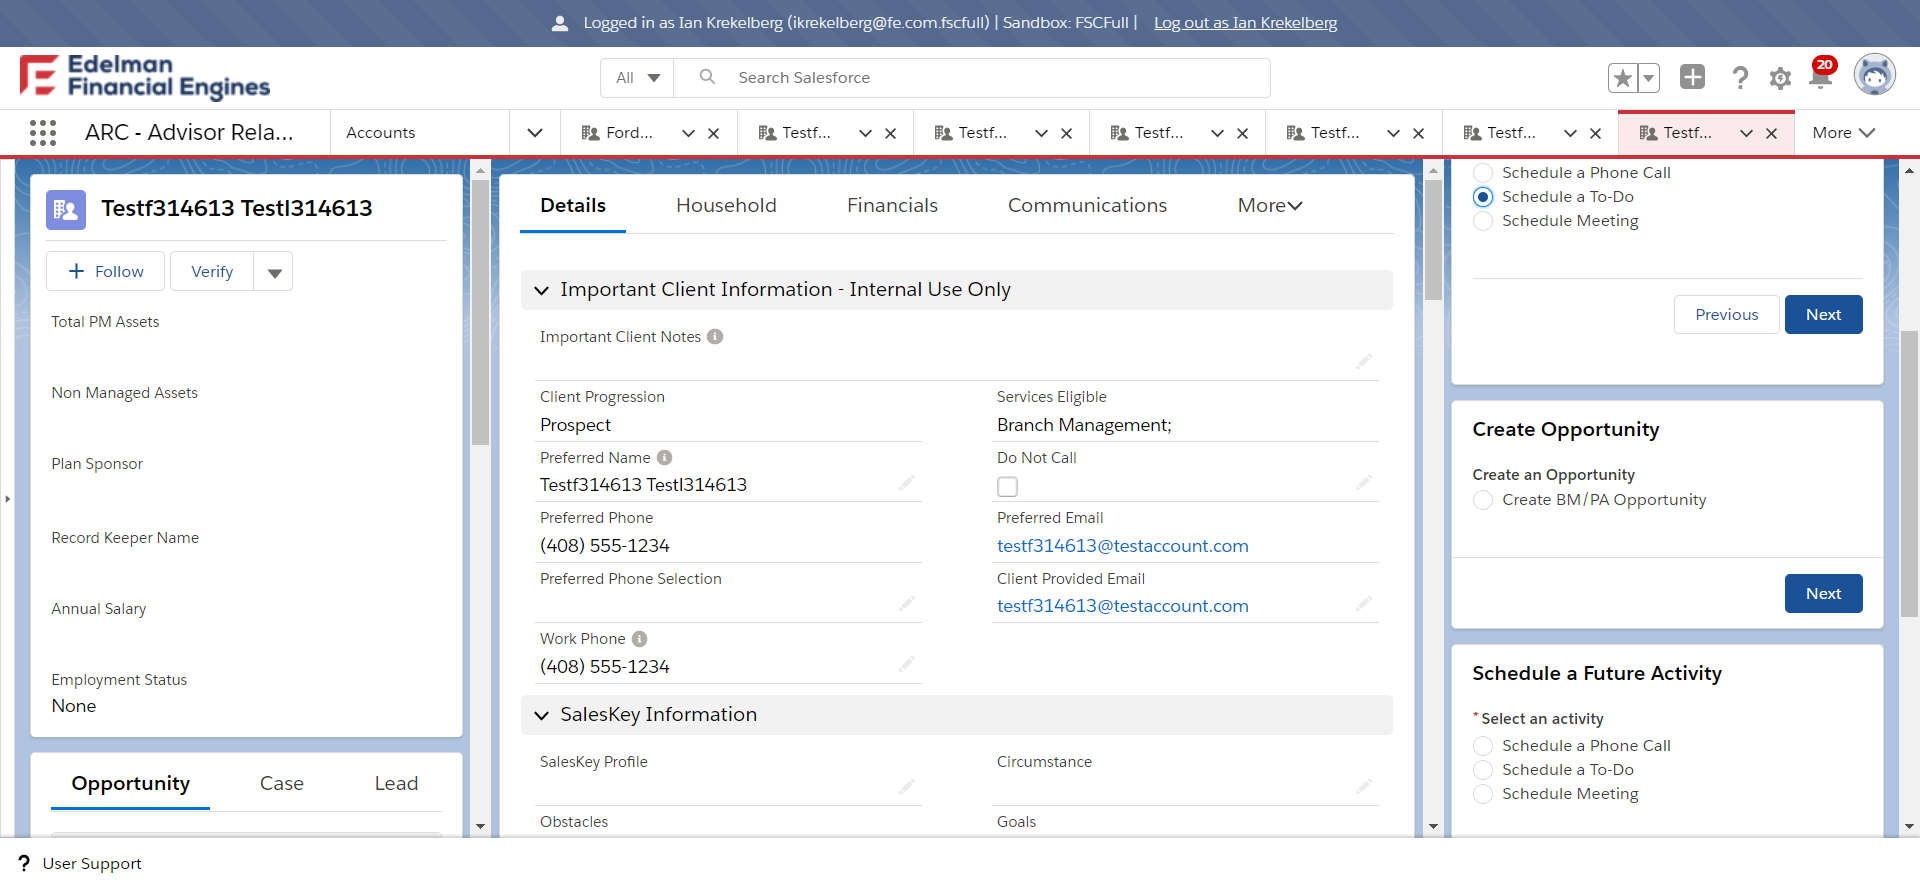 Logged in as Ian Krekelberg (ikrekelberg@fe.com.fscfull) | Sandbox: FSCFull | Log out as Ian Krekelberg
Edelman
Financial Engines
All
Search Salesforce
20
ARC - Advisor Rela...
Accounts
Ford...
Testf...
Testf...
Testf...
Testf...
Testf...
Testf...
More
Testf314613 Testl314613
Follow
Verify
Total PM Assets
Non Managed Assets
Plan Sponsor
Record Keeper Name
Annual Salary
Employment Status
None
Opportunity
Case
Lead
Details
Household
Financials
Communications
More
Important Client Information - Internal Use Only
Important Client Notes
Client Progression
Prospect
Services Eligible
Branch Management;
Preferred Name
Testf314613 Testl314613
Do Not Call
Preferred Phone
(408) 555-1234
Preferred Email
testf314613@testaccount.com
Preferred Phone Selection
Client Provided Email
testf314613@testaccount.com
Work Phone
(408) 555-1234
SalesKey Information
SalesKey Profile
Circumstance
Obstacles
Goals
Schedule a Phone Call
Schedule a To-Do
Schedule Meeting
Previous
Next
Create Opportunity
Create an Opportunity
Create BM/PA Opportunity
Next
Schedule a Future Activity
*Select an activity
Schedule a Phone Call
Schedule a To-Do
Schedule Meeting
? User Support